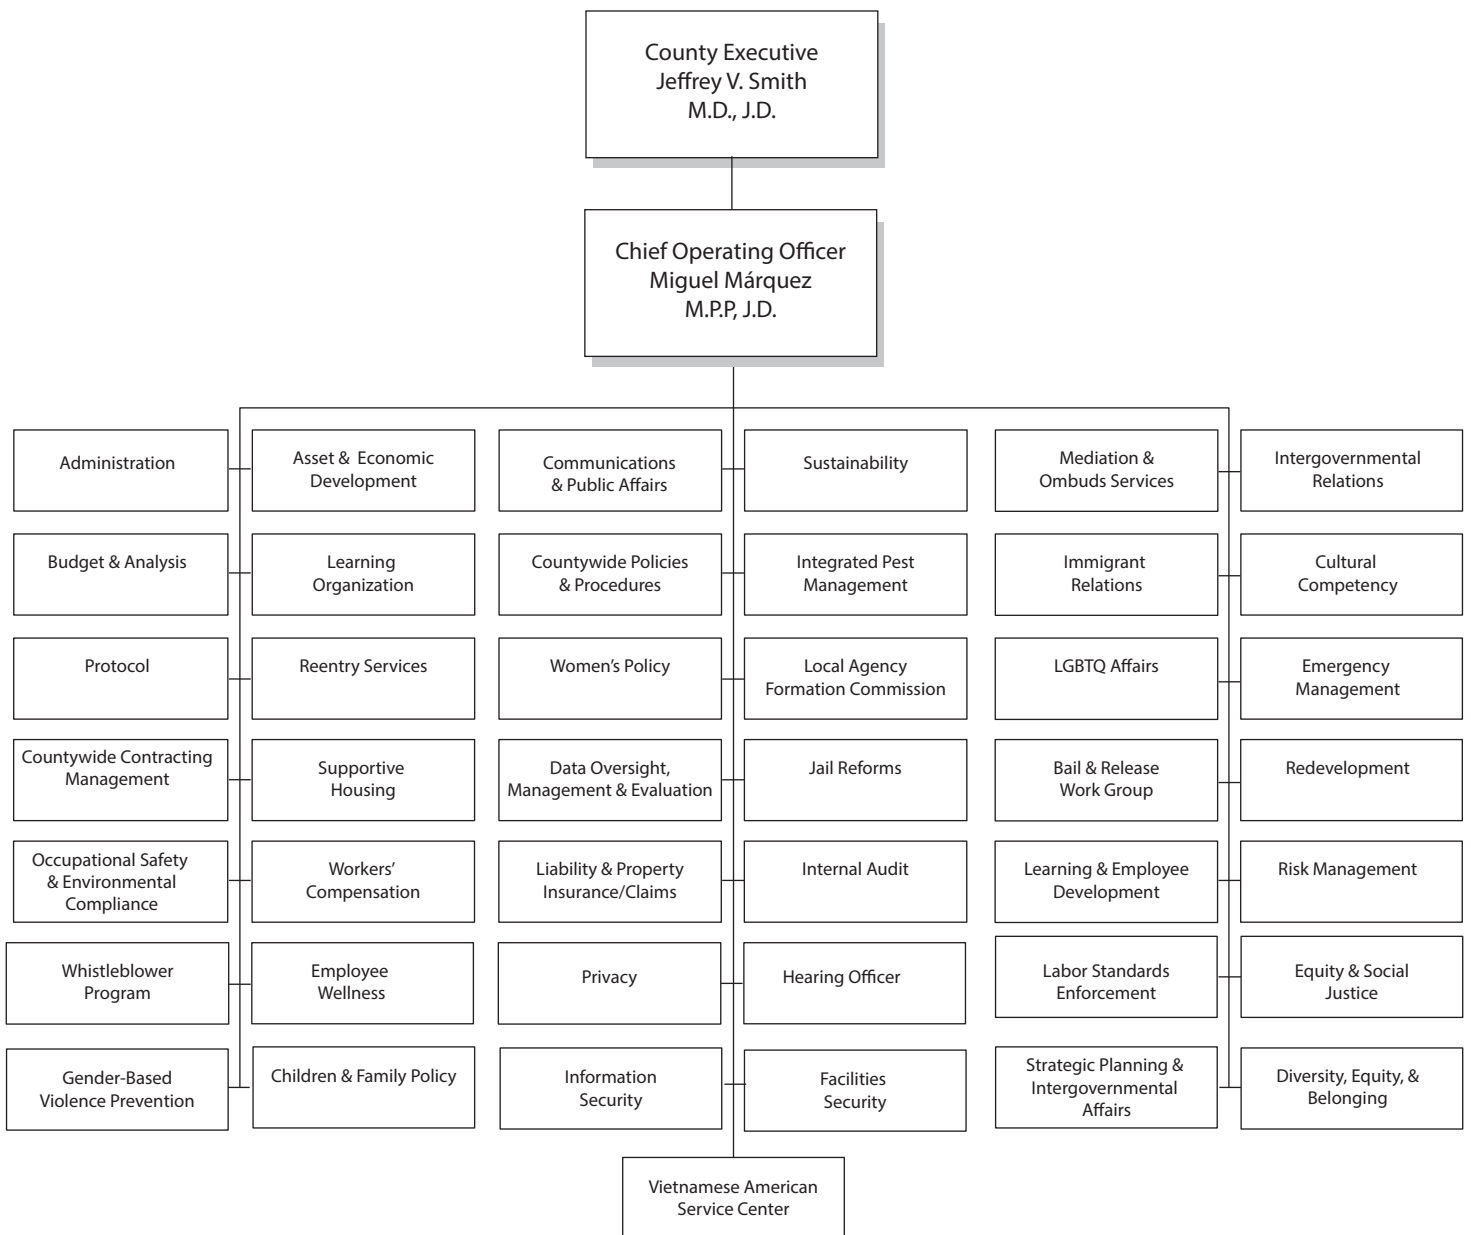 County Executive
Jeffrey V. Smith
M.D., J.D.
Chief Operating Officer
Miguel Márquez
M.P.P, J.D.
Administration
Asset & Economic
Development
Communications
& Public Affairs
Sustainability
Mediation &
Ombuds Services
Intergovernmental
Relations
Budget & Analysis
Learning
Organization
Countywide Policies
& Procedures
Integrated Pest
Management
Immigrant
Relations
Cultural
Competency
Protocol
Reentry Services
Women’s Policy
Local Agency
Formation Commission
LGBTQ Affairs
Emergency
Management
Countywide Contracting
Management
Supportive
Housing
Data Oversight,
Management & Evaluation
Jail Reforms
Bail & Release
Work Group
Redevelopment
Occupational Safety
& Environmental
Compliance
Workers’
Compensation
Liability & Property
Insurance/Claims
Internal Audit
Learning & Employee
Development
Risk Management
Whistleblower
Program
Employee
Wellness
Privacy
Hearing Officer
Labor Standards
Enforcement
Equity & Social
Justice
Gender-Based
Violence Prevention
Children & Family Policy
Information
Security
Facilities
Security
Strategic Planning &
Intergovernmental
Affairs
Diversity, Equity, &
Belonging
Vietnamese American
Service Center